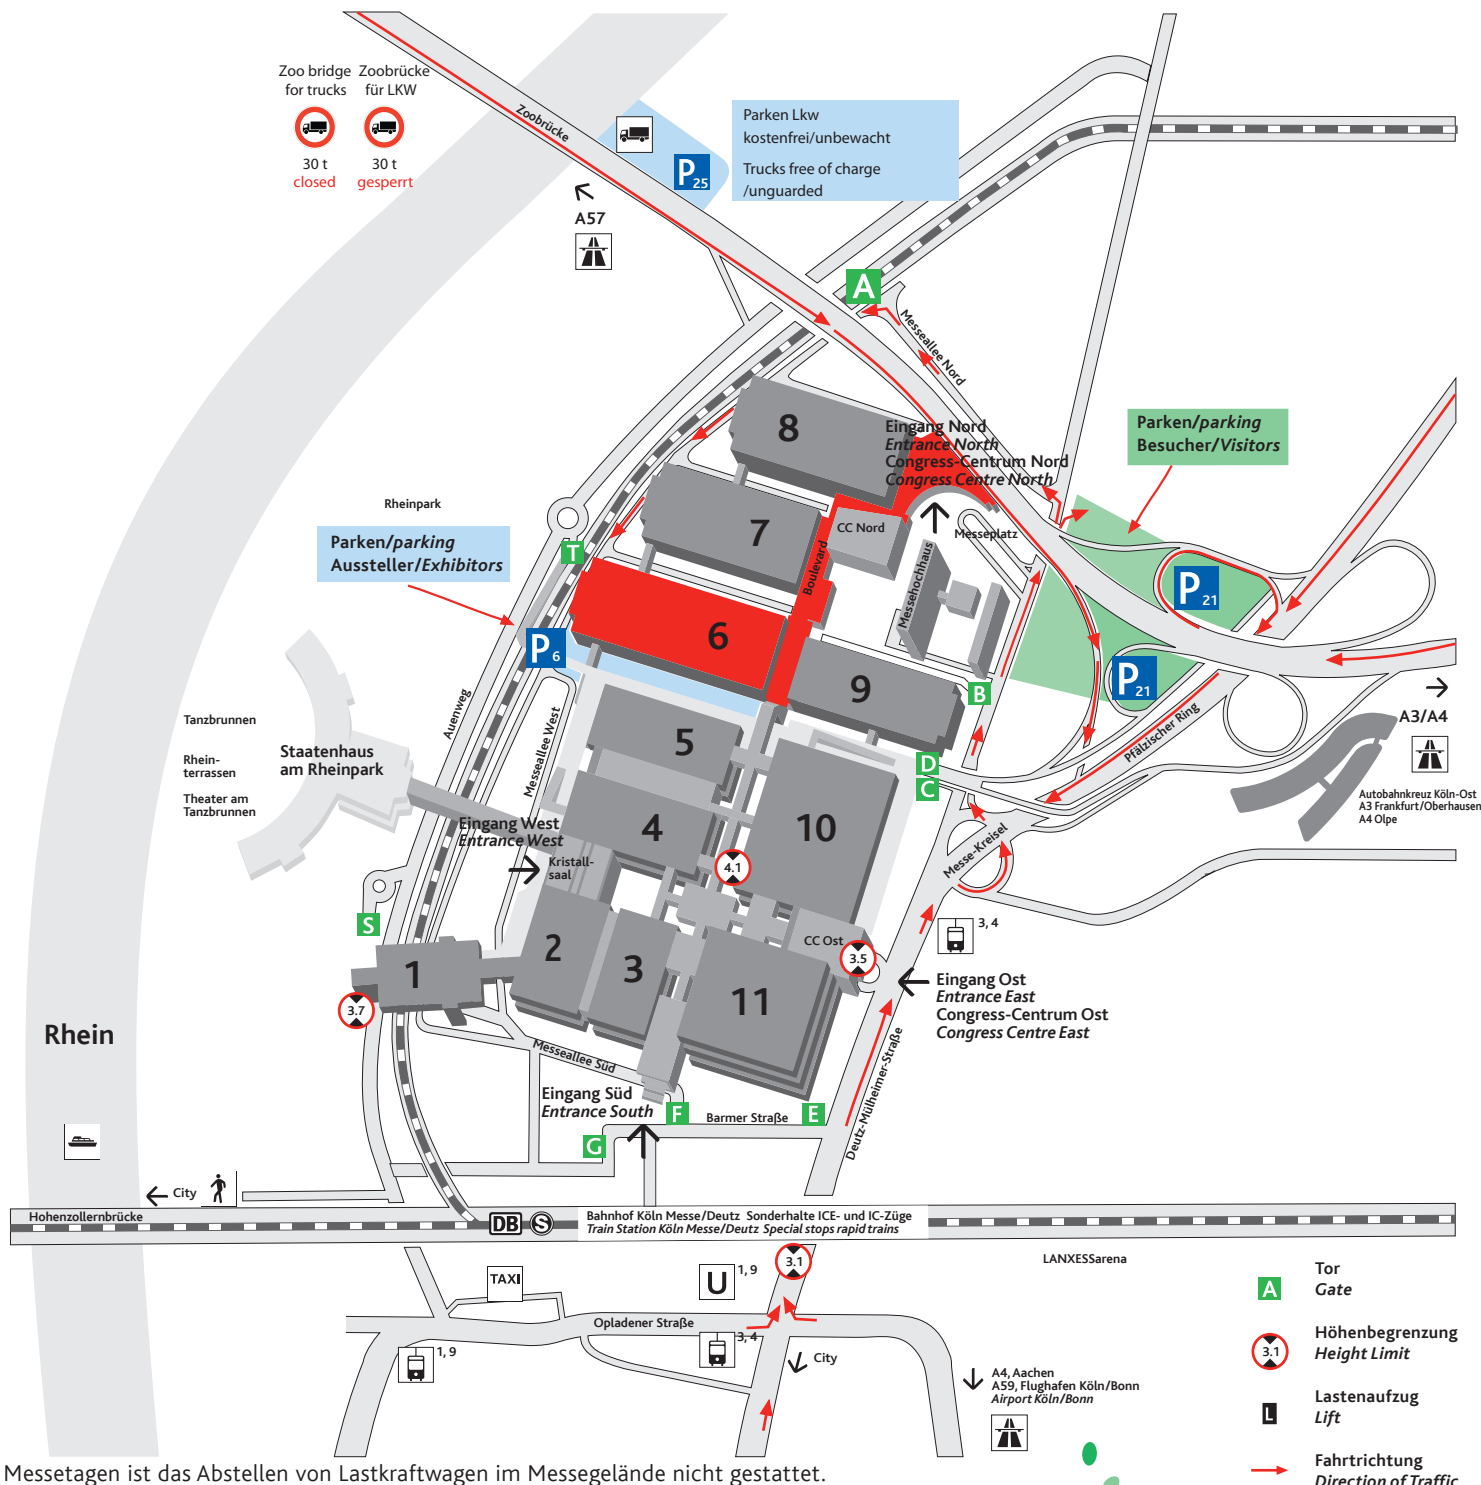 Zoo bridge
for trucks
30 t
closed
Zoobrücke
für LKW
30 t
gesperrt
Zoobrücke
P25
Parken Lkw
kostenfrei/unbewacht
Trucks free of charge
/unguarded
A57
A
Messeallee Nord
8
Eingang Nord
Entrance North
Congress-Centrum Nord
Congress Centre North
Parken/parking
Besucher/Visitors
Rheinpark
Parken/parking
Aussteller/Exhibitors
T
7
CC Nord
Messeplatz
Boulevard
Messehochhaus
P21
P6
6
9
B
P21
A3/A4
Autobahnkreuz Köln-Ost
A3 Frankfurt/Oberhausen
A4 Olpe
Pfälzischer Ring
Auenweg
Messeallee West
Tanzbrunnen
Rhein-
terrassen
Theater am
Tanzbrunnen
Staatenhaus
am Rheinpark
5
D
C
Eingang West
Entrance West
Kristall-
saal
4
10
4.1
Messe-Kreisel
3, 4
S
2
3
CC Ost
3.5
1
11
3.7
Eingang Ost
Entrance East
Congress-Centrum Ost
Congress Centre East
Rhein
Messeallee Süd
Deutz-Mülheimer-Straße
Eingang Süd
Entrance South
F
Barmer Straße
E
G
City
Hohenzollernbrücke
DB
S
Bahnhof Köln Messe/Deutz Sonderhalte ICE- und IC-Züge
Train Station Köln Messe/Deutz Special stops rapid trains
LANXESSarena
3.1
TAXI
U
1, 9
Opladener Straße
1, 9
3, 4
City
A4, Aachen
A59, Flughafen Köln/Bonn
Airport Köln/Bonn
A
Tor
Gate
3.1
Höhenbegrenzung
Height Limit
L
Lastenaufzug
Lift
Fahrtrichtung
Direction of Traffic
Messetagen ist das Abstellen von Lastkraftwagen im Messegelände nicht gestattet.